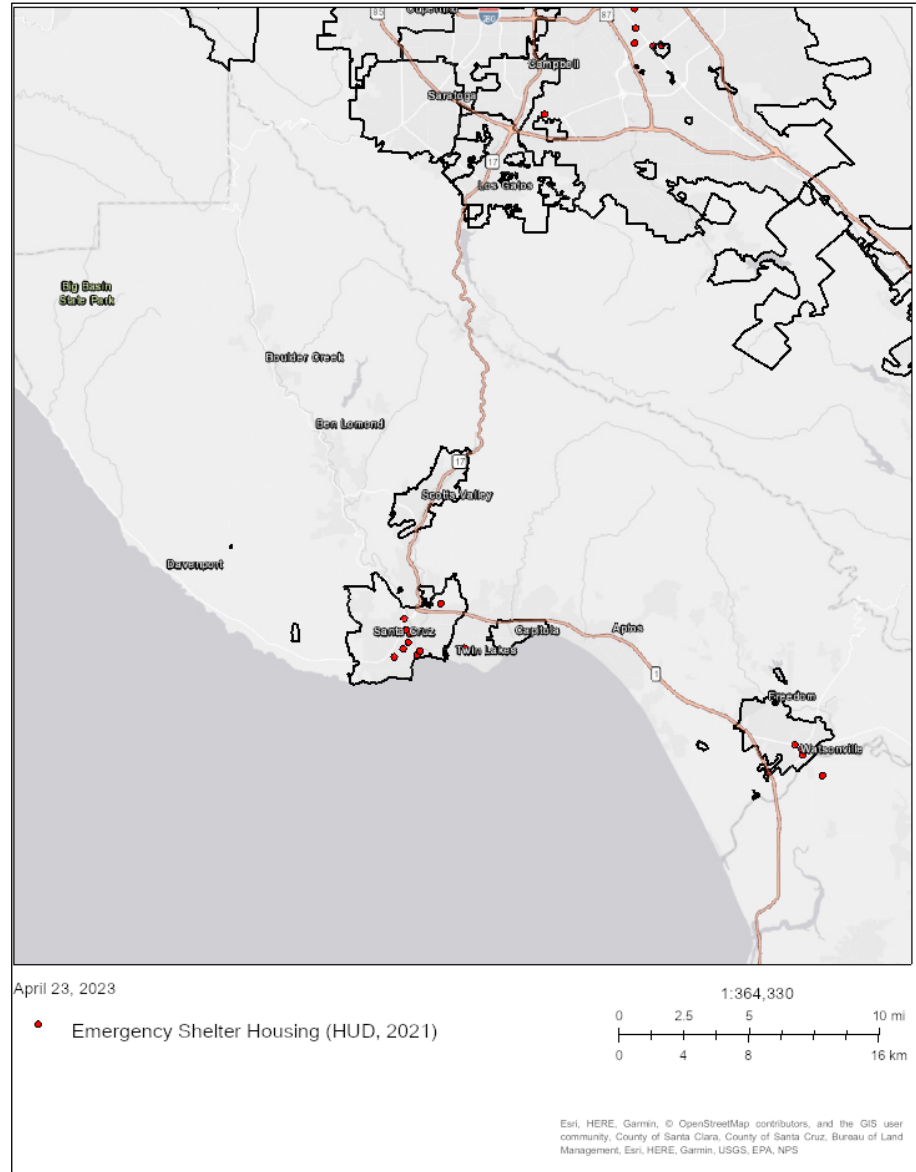 85
280
87
Cupertino
Campbell
Saratoga
17
Los Gatos
Big Basin
State Park
Boulder Creek
Ben Lomond
17
Scotts Valley
Davenport
Santa Cruz
Capitola
Aptos
Twin Lakes
1
Freedom
Watsonville
April 23, 2023
Emergency Shelter Housing (HUD, 2021)
1:364,330
0 2.5 5 10 mi
0 4 8 16 km
Esri, HERE, Garmin, © OpenStreetMap contributors, and the GIS user
community, County of Santa Clara, County of Santa Cruz, Bureau of Land
Management, Esri, HERE, Garmin, USGS, EPA, NPS